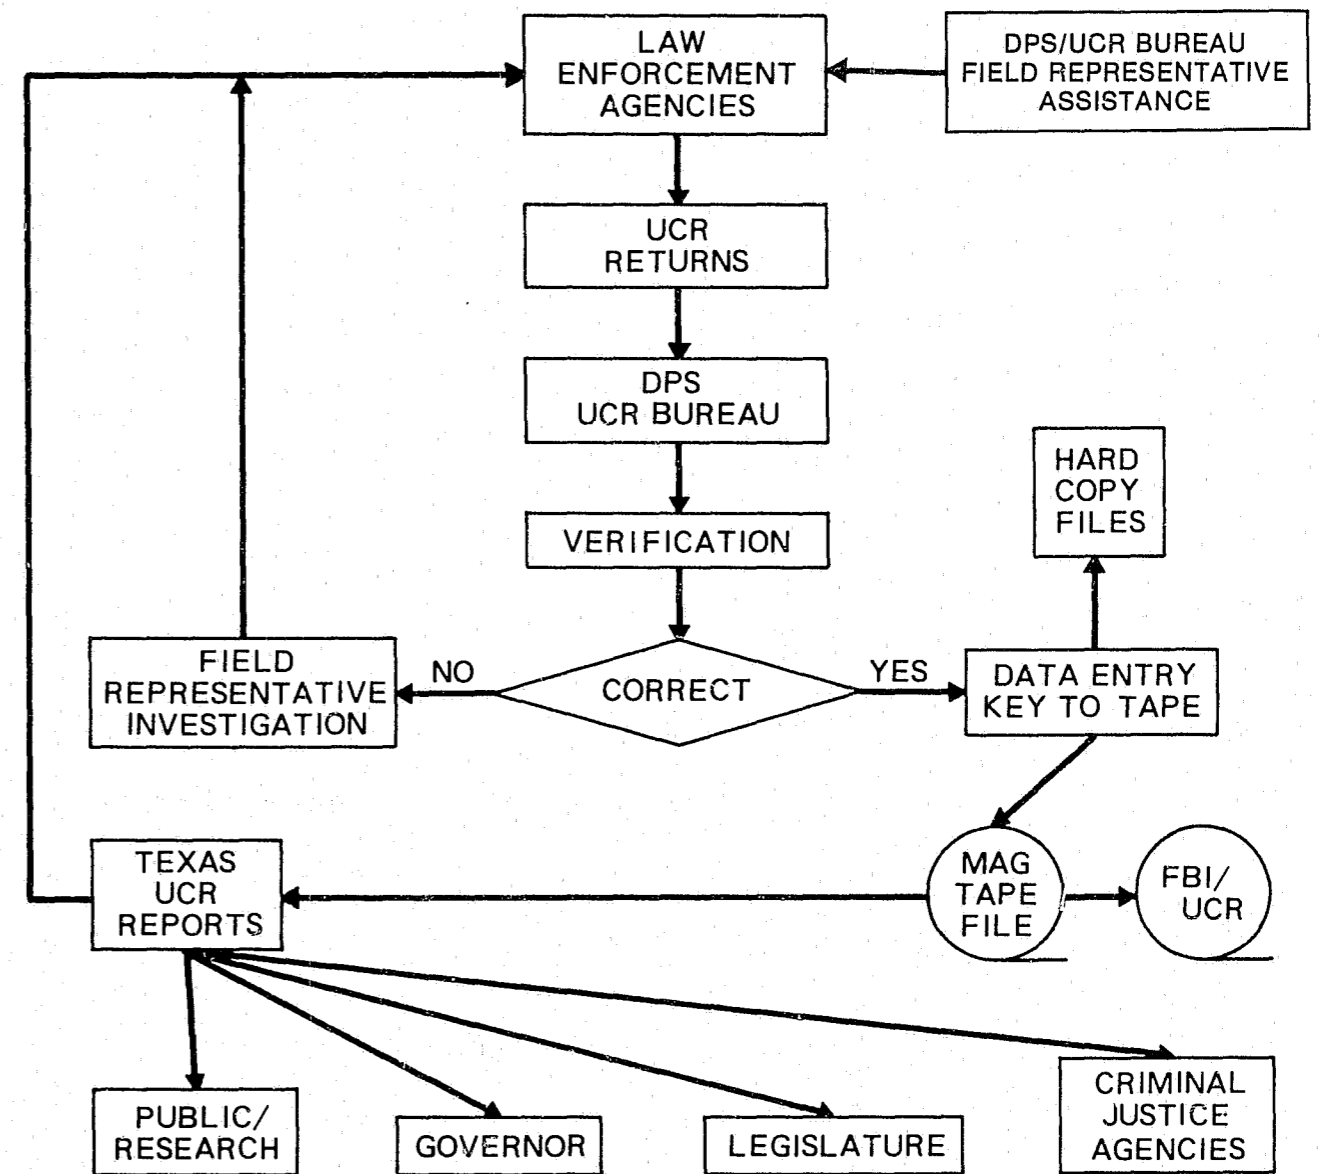 LAW
ENFORCEMENT
AGENCIES
DPS/UCR BUREAU
FIELD REPRESENTATIVE
ASSISTANCE
UCR
RETURNS
DPS
UCR BUREAU
HARD
COPY
FILES
VERIFICATION
FIELD
REPRESENTATIVE
INVESTIGATION
NO
CORRECT
YES
DATA ENTRY
KEY TO TAPE
TEXAS
UCR
REPORTS
MAG
TAPE
FILE
FBI/
UCR
PUBLIC/
RESEARCH
GOVERNOR
LEGISLATURE
CRIMINAL
JUSTICE
AGENCIES